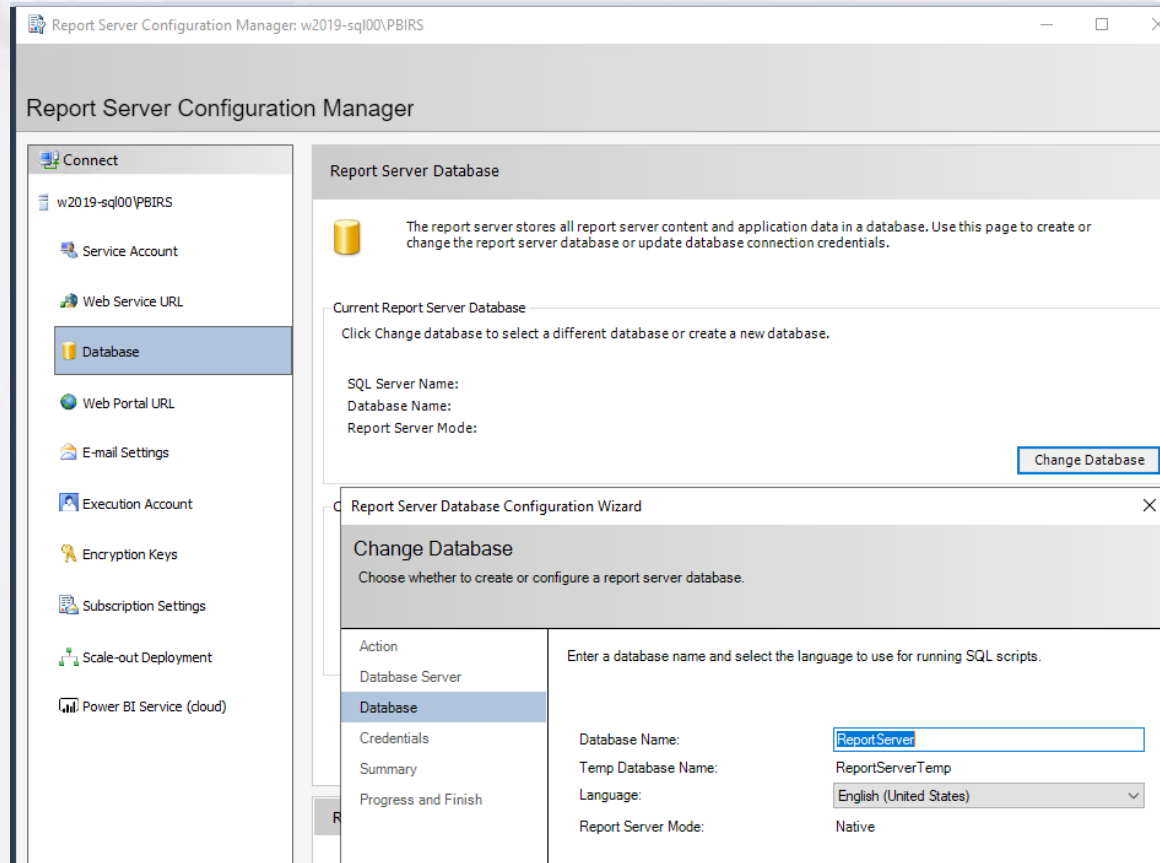 Report Server Configuration Manager: w2019-sql00\PBIRS
Report Server Configuration Manager
Connect
w2019-sql00\PBIRS
Service Account
Web Service URL
Database
Web Portal URL
E-mail Settings
Execution Account
Encryption Keys
Subscription Settings
Scale-out Deployment
Power BI Service (cloud)
Report Server Database
The report server stores all report server content and application data in a database. Use this page to create or
change the report server database or update database connection credentials.
Current Report Server Database
Click Change database to select a different database or create a new database.
SQL Server Name:
Database Name:
Report Server Mode:
Change Database
C
R
Report Server Database Configuration Wizard
Change Database
Choose whether to create or configure a report server database.
Action
Database Server
Database
Credentials
Summary
Progress and Finish
Enter a database name and select the language to use for running SQL scripts.
Database Name: ReportServer
Temp Database Name: ReportServerTemp
Language: English (United States)
Report Server Mode: Native